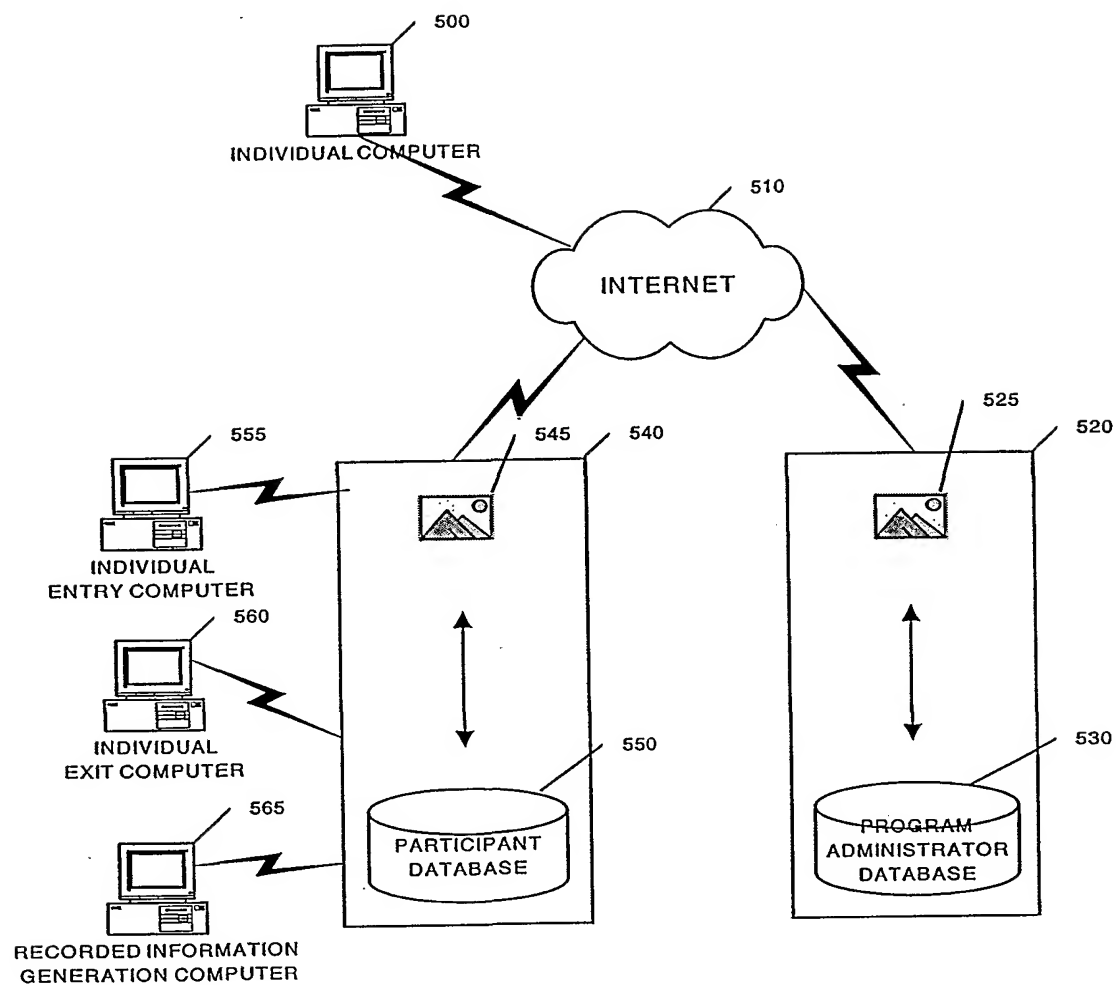 500
INDIVIDUAL COMPUTER
510
INTERNET
525
520
545
540
555
INDIVIDUAL
ENTRY COMPUTER
560
INDIVIDUAL
EXIT COMPUTER
550
PARTICIPANT
DATABASE
530
PROGRAM
ADMINISTRATOR
DATABASE
565
RECORDED INFORMATION
GENERATION COMPUTER